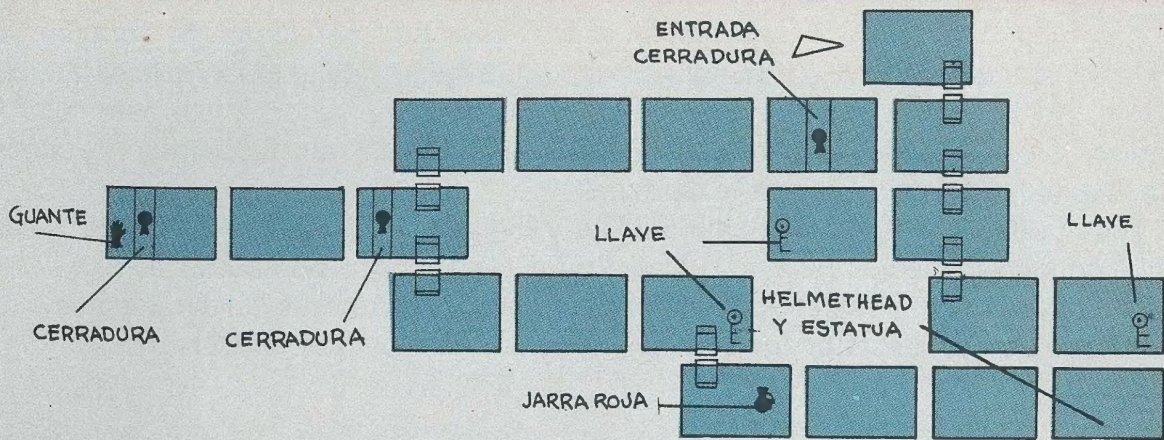 ENTRADA
CERRADURA
GUANTE
LLAVE
LLAVE
CERRADURA
CERRADURA
HELMETHEAD
Y ESTATUA
JARRA ROJA